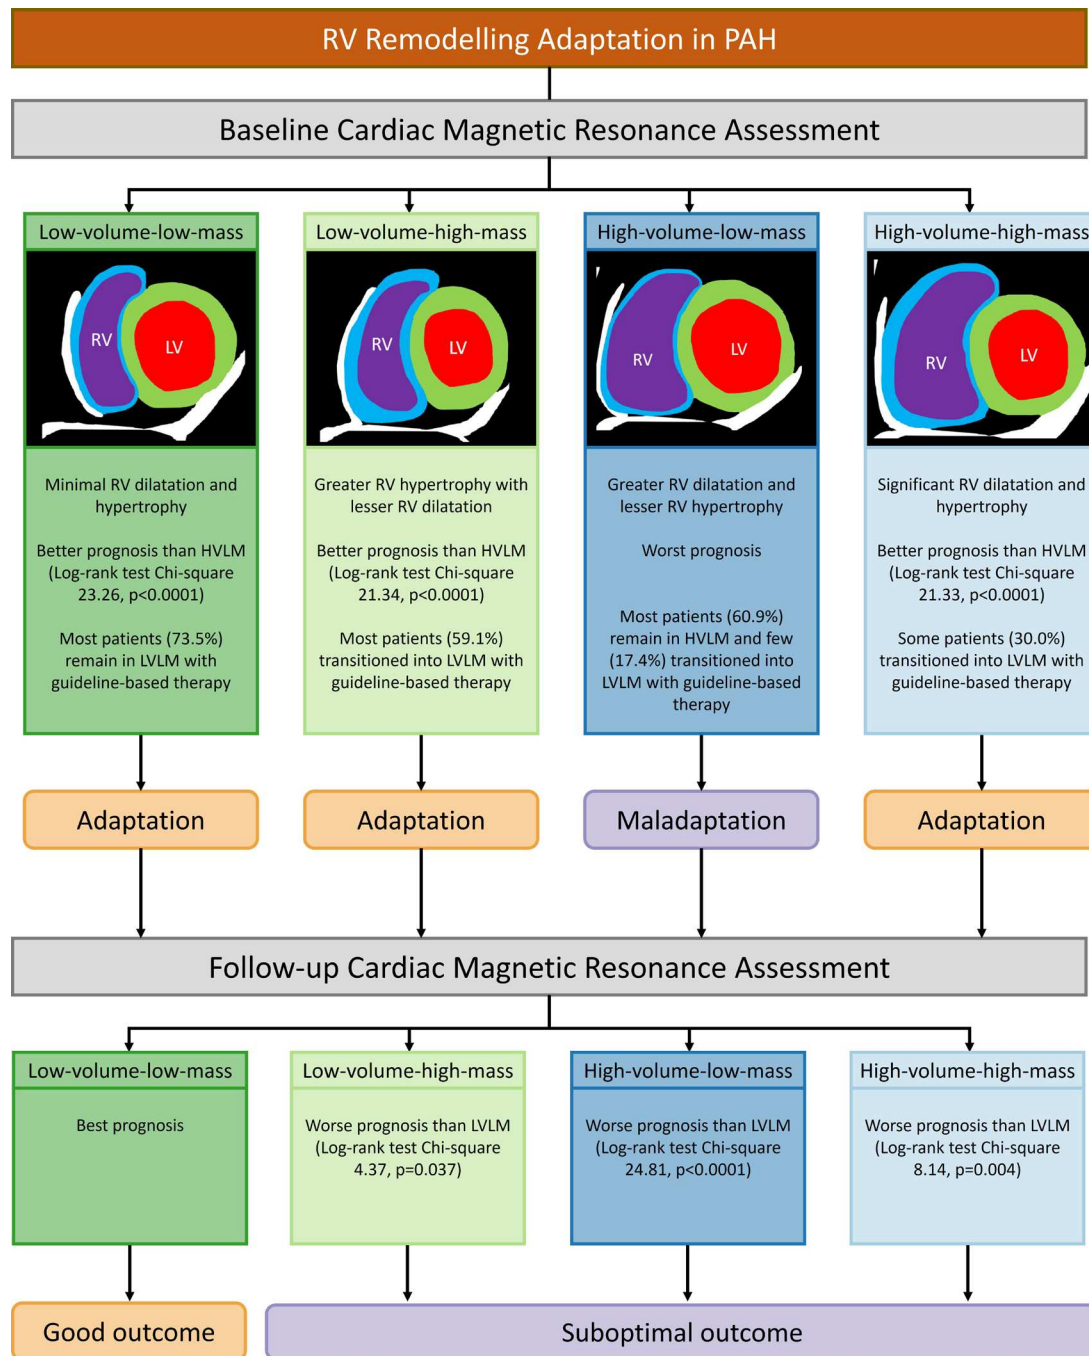 RV Remodelling Adaptation in PAH
Baseline Cardiac Magnetic Resonance Assessment
Low-volume-low-mass
RV
LV
Minimal RV dilatation and
hypertrophy
Better prognosis than HVLM
(Log-rank test Chi-square
23.26, p<0.0001)
Most patients (73.5%)
remain in LVLM with
guideline-based therapy
Adaptation
Low-volume-high-mass
RV
LV
Greater RV hypertrophy with
lesser RV dilatation
Better prognosis than HVLM
(Log-rank test Chi-square
21.34, p<0.0001)
Most patients (59.1%)
transitioned into LVLM with
guideline-based therapy
Adaptation
High-volume-low-mass
RV
LV
Greater RV dilatation and
lesser RV hypertrophy
Worst prognosis
Most patients (60.9%)
remain in HVLM and few
(17.4%) transitioned into
LVLM with guideline-based
therapy
Maladaptation
High-volume-high-mass
RV
LV
Significant RV dilatation and
hypertrophy
Better prognosis than HVLM
(Log-rank test Chi-square
21.33, p<0.0001)
Some patients (30.0%)
transitioned into LVLM with
guideline-based therapy
Adaptation
Follow-up Cardiac Magnetic Resonance Assessment
Low-volume-low-mass
Best prognosis
Good outcome
Low-volume-high-mass
Worse prognosis than LVLM
(Log-rank test Chi-square
4.37, p=0.037)
High-volume-low-mass
Worse prognosis than LVLM
(Log-rank test Chi-square
24.81, p<0.0001)
High-volume-high-mass
Worse prognosis than LVLM
(Log-rank test Chi-square
8.14, p=0.004)
Suboptimal outcome